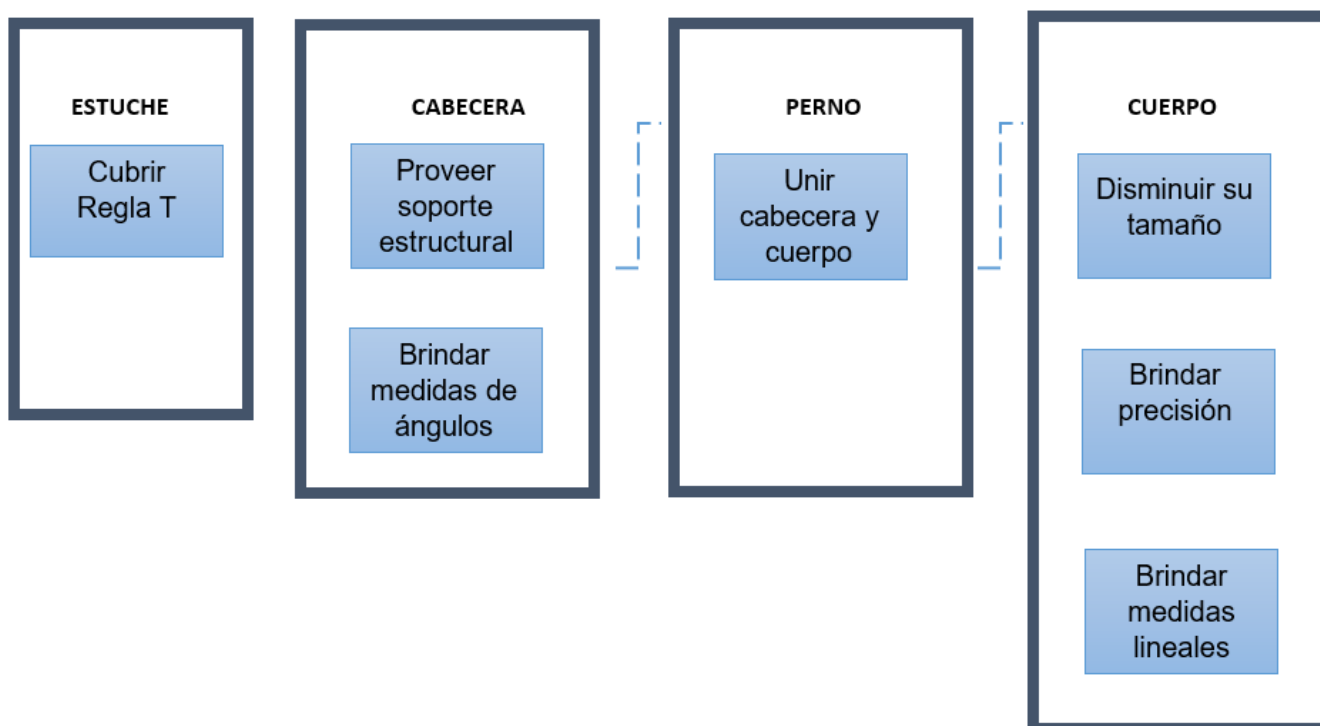 ESTUCHE
Cubrir
Regla T
CABECERA
Proveer
soporte
estructural
Brindar
medidas de
ángulos
PERNO
Unir
cabecera y
cuerpo
CUERPO
Disminuir su
tamaño
Brindar
precisión
Brindar
medidas
lineales